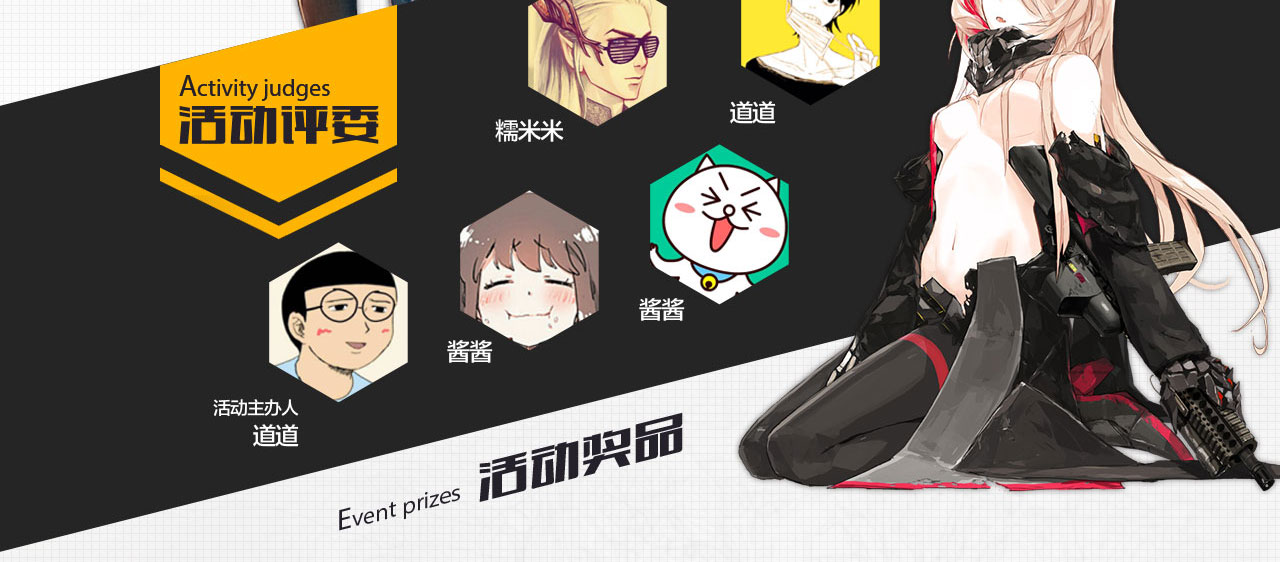 Activity judges
活动评委
糯米米
道道
酱酱
酱酱
活动主办人
道道
Event prizes
活动奖品